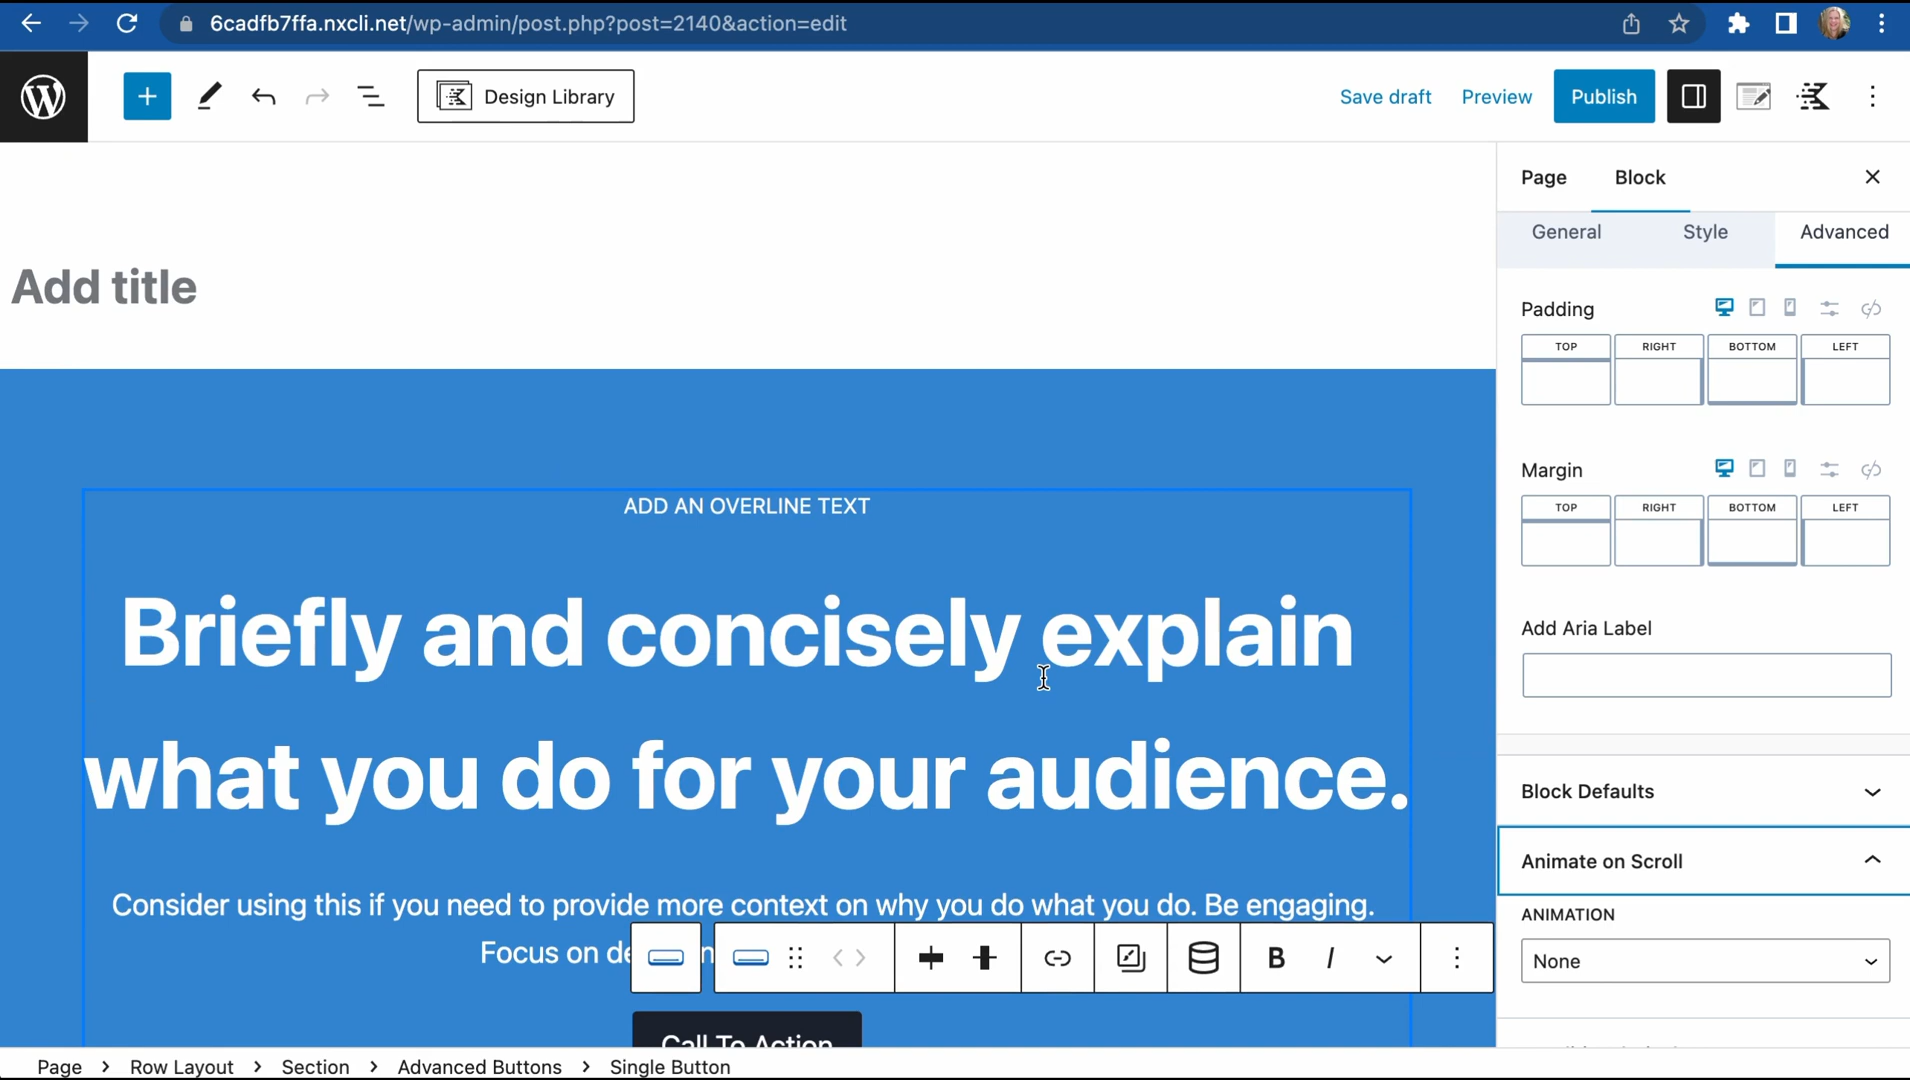 6cadfb7ffa.nxcli.net/wp-admin/post.php?post=2140&action=edit
Design Library
Save draft
Preview
Publish
Page
Block
General
Style
Advanced
Add title
Padding
TOP
RIGHT
BOTTOM
LEFT
Margin
TOP
RIGHT
BOTTOM
LEFT
ADD AN OVERLINE TEXT
Briefly and concisely explain
what you do for your audience.
Add Aria Label
Block Defaults
Animate on Scroll
ANIMATION
None
Consider using this if you need to provide more context on why you do what you do. Be engaging.
Focus on de
B I
Call To Action
Page > Row Layout > Section > Advanced Buttons > Single Button